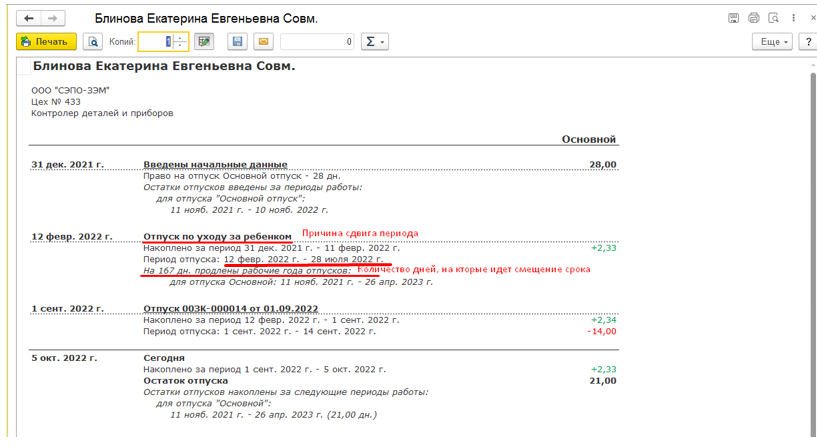 Блинова Екатерина Евгеньевна Совм.
Печать Копий: 1 0 Σ Еще ?
Блинова Екатерина Евгеньевна Совм.
ООО "СЭПО-ЗЭМ"
Цех № 433
Контролер деталей и приборов
Основной
31 дек. 2021 г. Введены начальные данные 28,00
Право на отпуск Основной отпуск - 28 дн.
Остатки отпусков введены за периоды работы:
для отпуска "Основной отпуск":
11 нояб. 2021 г. - 10 нояб. 2022 г.
12 февр. 2022 г. Отпуск по уходу за ребенком Причина сдвига периода
Накоплено за период 31 дек. 2021 г. - 11 февр. 2022 г. +2,33
Период отпуска: 12 февр. 2022 г. - 28 июля 2022 г.
На 167 дн. продлены рабочие года отпусков: Количество дней, на кторые идет смещение срока
для отпуска Основной: 11 нояб. 2021 г. - 26 апр. 2023 г.
1 сент. 2022 г. Отпуск 00ЗК-000014 от 01.09.2022
Накоплено за период 12 февр. 2022 г. - 1 сент. 2022 г. +2,34
Период отпуска: 1 сент. 2022 г. - 14 сент. 2022 г. -14,00
5 окт. 2022 г. Сегодня
Накоплено за период 1 сент. 2022 г. - 5 окт. 2022 г. +2,33
Остаток отпуска 21,00
Остатки отпусков накоплены за следующие периоды работы:
для отпуска "Основной":
11 нояб. 2021 г. - 26 апр. 2023 г. (21,00 дн.)